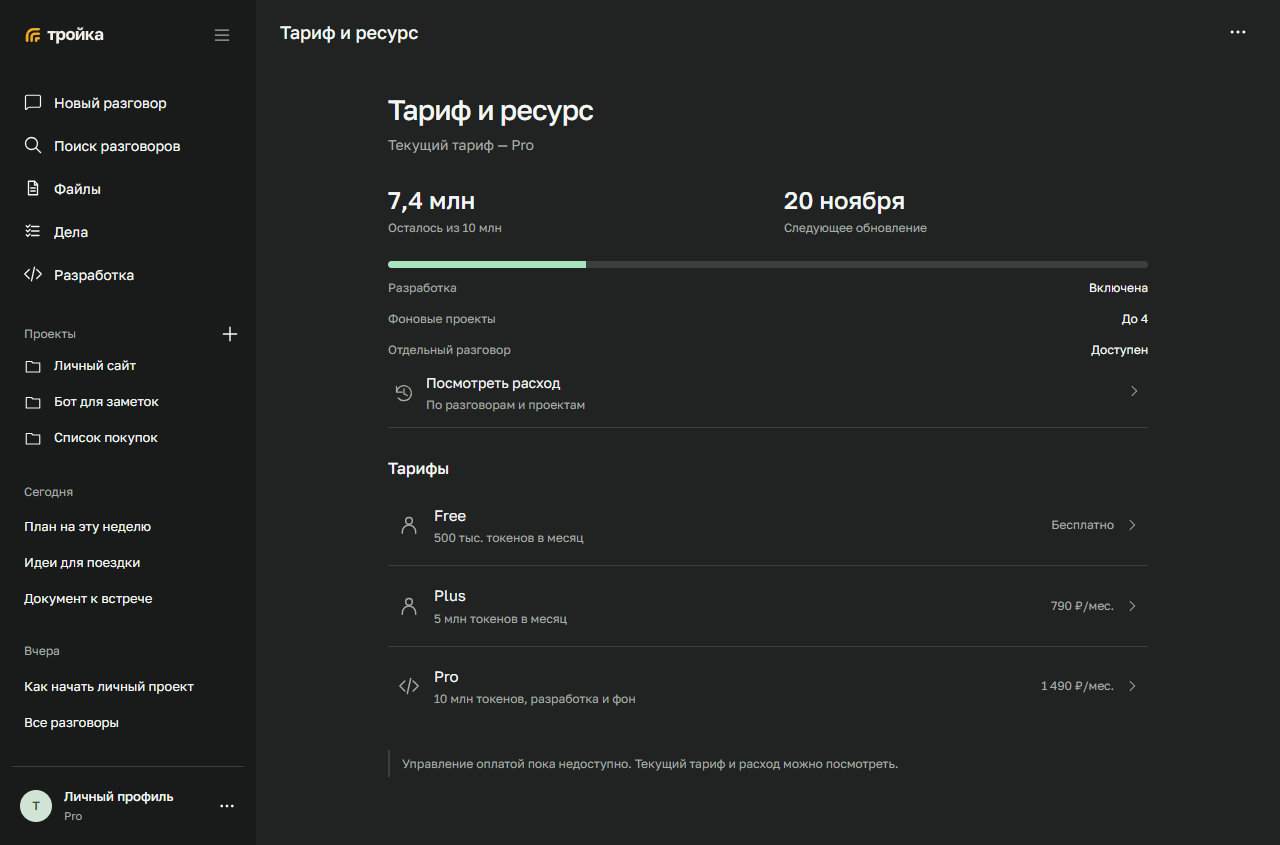 тройка
Новый разговор
Поиск разговоров
Файлы
Дела
Разработка
Проекты
Личный сайт
Бот для заметок
Список покупок
Сегодня
План на эту неделю
Идеи для поездки
Документ к встрече
Вчера
Как начать личный проект
Все разговоры
Т
Личный профиль
Pro
Тариф и ресурс
Тариф и ресурс
Текущий тариф — Pro
7,4 млн
Осталось из 10 млн
20 ноября
Следующее обновление
Разработка Включена
Фоновые проекты До 4
Отдельный разговор Доступен
Посмотреть расход
По разговорам и проектам
Тарифы
Free
500 тыс. токенов в месяц
Бесплатно
Plus
5 млн токенов в месяц
790 ₽/мес.
Pro
10 млн токенов, разработка и фон
1 490 ₽/мес.
Управление оплатой пока недоступно. Текущий тариф и расход можно посмотреть.